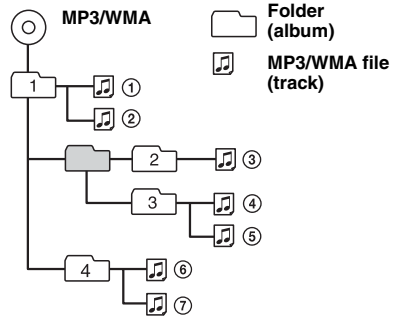 MP3/WMA
Folder
(album)
MP3/WMA file
(track)
1
①
②
2
③
3
④
⑤
4
⑥
⑦